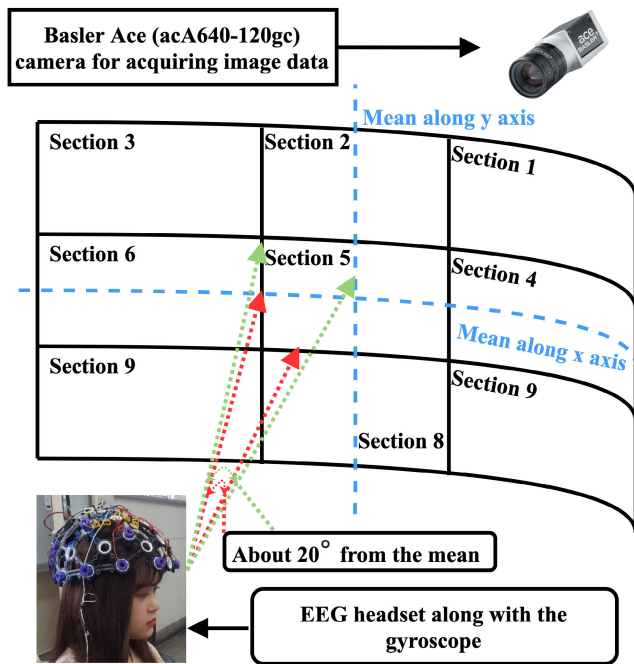 Basler Ace (acA640-120gc)
camera for acquiring image data
ace
BASLER
Mean along y axis
Section 3
Section 2
Section 1
Section 6
Section 5
Section 4
Mean along x axis
Section 9
Section 9
Section 8
About 20° from the mean
EEG headset along with the
gyroscope